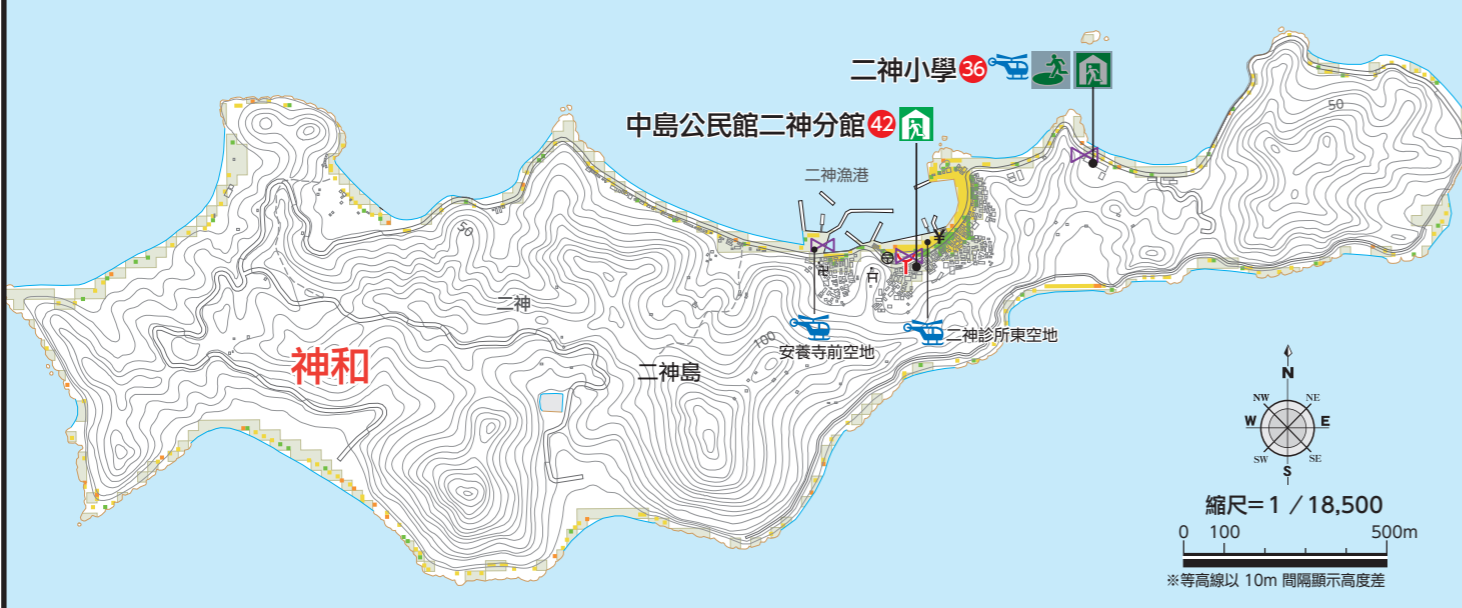 二神小學 36
中島公民館二神分館 42
二神漁港
50
50
二神
神和
二神島
100
安養寺前空地
二神診所東空地
N
NW NE
W E
SW SE
S
縮尺=1 / 18,500
0 100 500m
※等高線以 10m 間隔顯示高度差